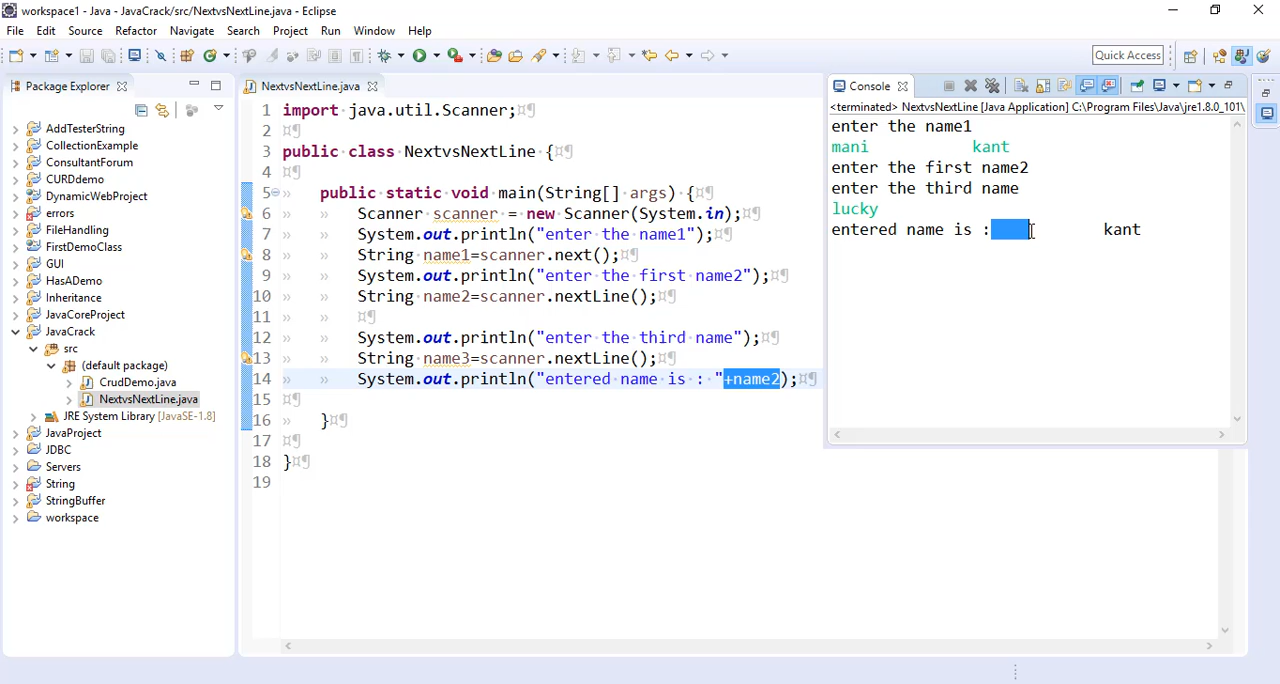 workspace1 - Java - JavaCrack/src/NextvsNextLine.java - Eclipse
File Edit Source Refactor Navigate Search Project Run Window Help
Quick Access
Package Explorer
AddTesterString
CollectionExample
ConsultantForum
CURDdemo
DynamicWebProject
errors
FileHandling
FirstDemoClass
GUI
HasADemo
Inheritance
JavaCoreProject
JavaCrack
src
(default package)
CrudDemo.java
NextvsNextLine.java
JRE System Library [JavaSE-1.8]
JavaProject
JDBC
Servers
String
StringBuffer
workspace
NextvsNextLine.java
1 import·java.util.Scanner;¤¶
2 ¤¶
3 public·class·NextvsNextLine·{¤¶
4 ¤¶
5 » public·static·void·main(String[]·args)·{¤¶
6 » » Scanner·scanner·=·new·Scanner(System.in);¤¶
7 » » System.out.println("enter·the·name1");¤¶
8 » » String·name1=scanner.next();¤¶
9 » » System.out.println("enter·the·first·name2");¤¶
10 » » String·name2=scanner.nextLine();¤¶
11 » » ¤¶
12 » » System.out.println("enter·the·third·name");¤¶
13 » » String·name3=scanner.nextLine();¤¶
14 » » System.out.println("entered·name·is·:·"+name2);¤¶
15 ¤¶
16 » }¤¶
17 ¤¶
18 }¤¶
19
Console
<terminated> NextvsNextLine [Java Application] C:\Program Files\Java\jre1.8.0_101\
enter the name1
mani kant
enter the first name2
enter the third name
lucky
entered name is : kant